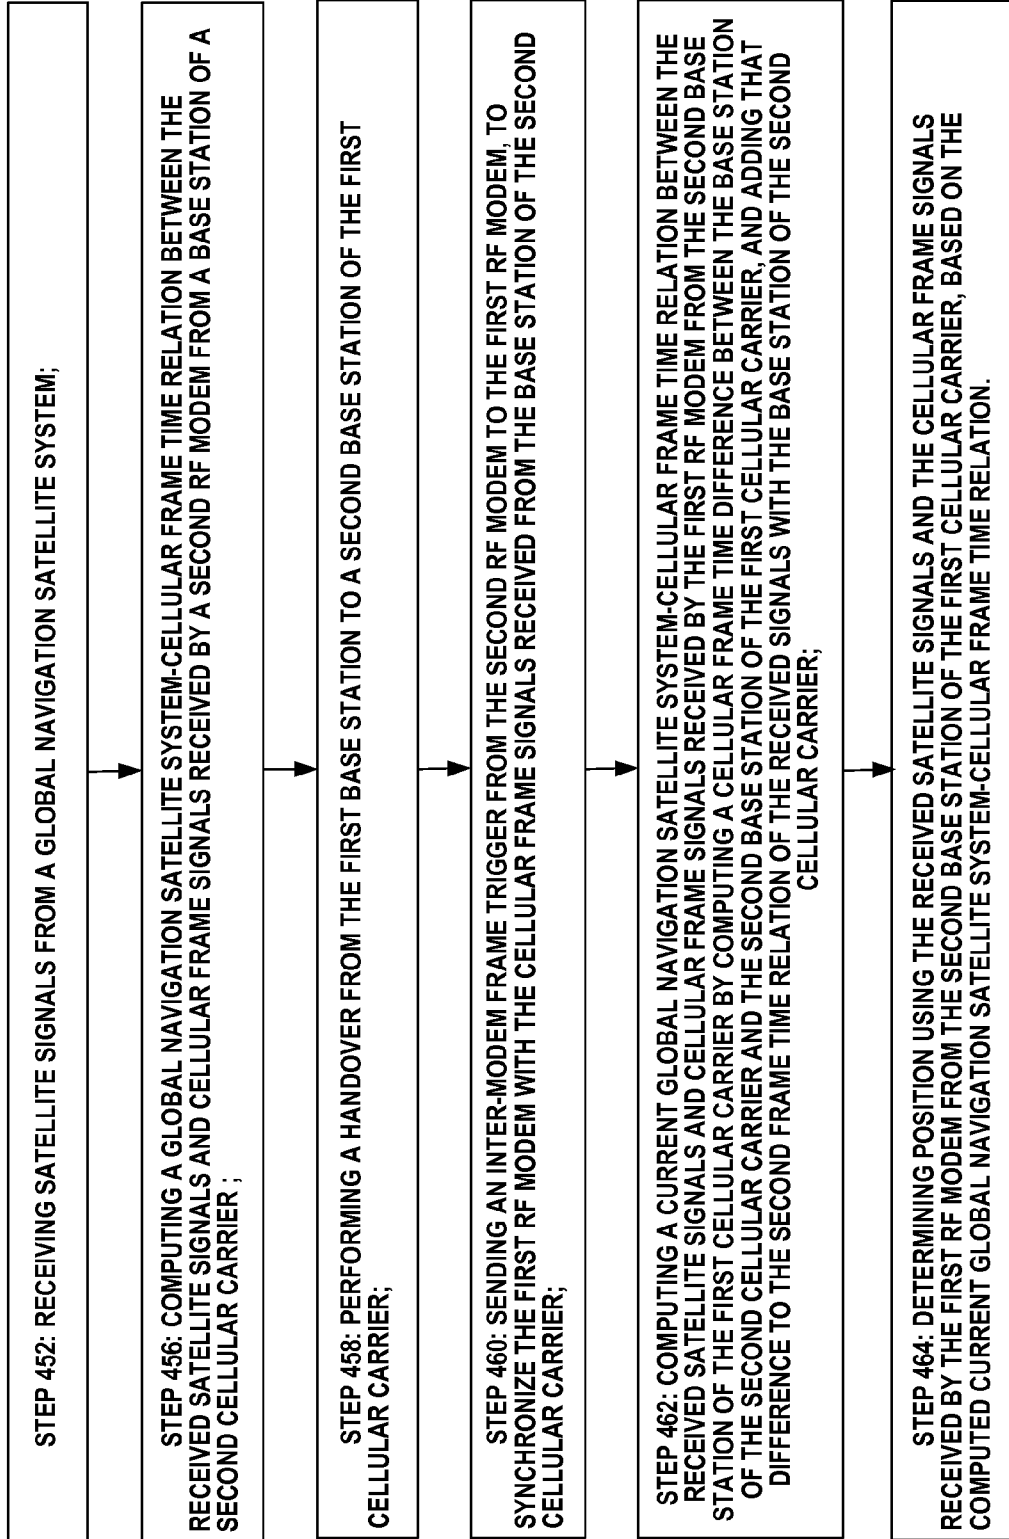 STEP 452: RECEIVING SATELLITE SIGNALS FROM A GLOBAL NAVIGATION SATELLITE SYSTEM;
STEP 456: COMPUTING A GLOBAL NAVIGATION SATELLITE SYSTEM-CELLULAR FRAME TIME RELATION BETWEEN THE
RECEIVED SATELLITE SIGNALS AND CELLULAR FRAME SIGNALS RECEIVED BY A SECOND RF MODEM FROM A BASE STATION OF A
SECOND CELLULAR CARRIER ;
STEP 458: PERFORMING A HANDOVER FROM THE FIRST BASE STATION TO A SECOND BASE STATION OF THE FIRST
CELLULAR CARRIER;
STEP 460: SENDING AN INTER-MODEM FRAME TRIGGER FROM THE SECOND RF MODEM TO THE FIRST RF MODEM, TO
SYNCHRONIZE THE FIRST RF MODEM WITH THE CELLULAR FRAME SIGNALS RECEIVED FROM THE BASE STATION OF THE SECOND
CELLULAR CARRIER;
STEP 462: COMPUTING A CURRENT GLOBAL NAVIGATION SATELLITE SYSTEM-CELLULAR FRAME TIME RELATION BETWEEN THE
RECEIVED SATELLITE SIGNALS AND CELLULAR FRAME SIGNALS RECEIVED BY THE FIRST RF MODEM FROM THE SECOND BASE
STATION OF THE FIRST CELLULAR CARRIER BY COMPUTING A CELLULAR FRAME TIME DIFFERENCE BETWEEN THE BASE STATION
OF THE SECOND CELLULAR CARRIER AND THE SECOND BASE STATION OF THE FIRST CELLULAR CARRIER, AND ADDING THAT
DIFFERENCE TO THE SECOND FRAME TIME RELATION OF THE RECEIVED SIGNALS WITH THE BASE STATION OF THE SECOND
CELLULAR CARRIER;
STEP 464: DETERMINING POSITION USING THE RECEIVED SATELLITE SIGNALS AND THE CELLULAR FRAME SIGNALS
RECEIVED BY THE FIRST RF MODEM FROM THE SECOND BASE STATION OF THE FIRST CELLULAR CARRIER, BASED ON THE
COMPUTED CURRENT GLOBAL NAVIGATION SATELLITE SYSTEM-CELLULAR FRAME TIME RELATION.